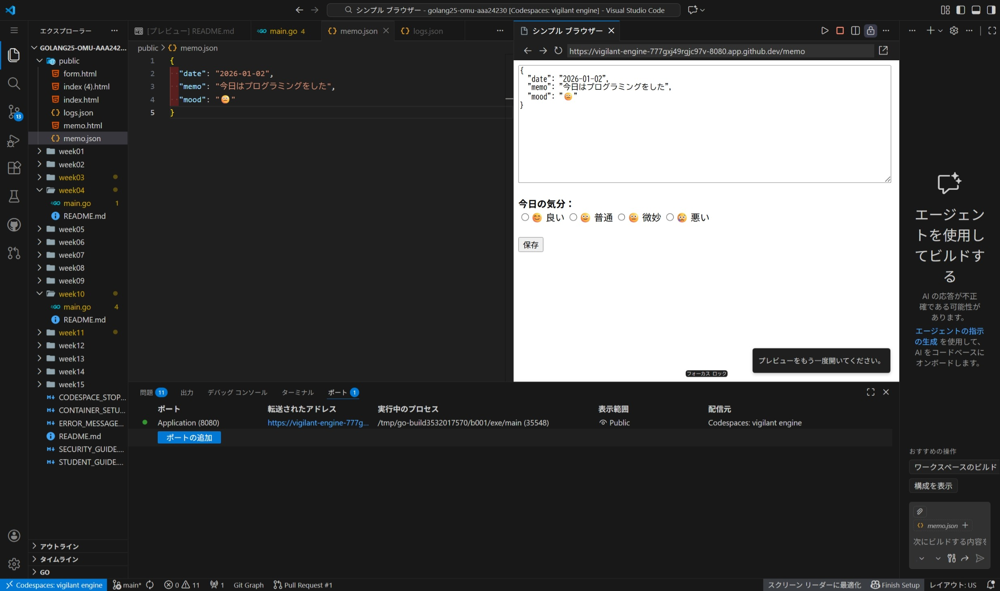 シンプル ブラウザー - golang25-omu-aaa24230 [Codespaces: vigilant engine] - Visual Studio Code
エクスプローラー
GOLANG25-OMU-AAA242...
public
form.html
index (4).html
index.html
logs.json
memo.html
memo.json
week01
week02
week03
week04
main.go 1
README.md
week05
week06
week07
week08
week09
week10
main.go 4
README.md
week11
week12
week13
week14
week15
CODESPACE_STOP...
CONTAINER_SETU...
ERROR_MESSAGE...
README.md
SECURITY_GUIDE....
STUDENT_GUIDE....
アウトライン
タイムライン
GO
13
[プレビュー] README.md
main.go 4
memo.json
logs.json
public > memo.json
1 {
2 "date": "2026-01-02",
3 "memo": "今日はプログラミングをした",
4 "mood": "😐"
5 }
シンプル ブラウザー
https://vigilant-engine-777gxj49rgjc97v-8080.app.github.dev/memo
{
"date": "2026-01-02",
"memo": "今日はプログラミングをした",
"mood": "😐"
}
今日の気分：
😊 良い 🙂 普通 😐 微妙 😢 悪い
保存
プレビューをもう一度開いてください。
フォーカス ロック
問題 11 出力 デバッグ コンソール ターミナル ポート 1
ポート 転送されたアドレス 実行中のプロセス 表示範囲 配信元
Application (8080) https://vigilant-engine-777g... /tmp/go-build3532017570/b001/exe/main (35548) Public Codespaces: vigilant engine
ポートの追加
エージェン
トを使用し
てビルドす
る
AI の応答が不正
確である可能性が
あります。
エージェントの指示
の生成 を使用して、
AI をコードベースに
オンボードします。
おすすめの操作
ワークスペースのビルド
構成を表示
memo.json
次にビルドする内容を
Codespaces: vigilant engine main* 0 11 1 Git Graph Pull Request #1 スクリーン リーダーに最適化 Finish Setup レイアウト: US